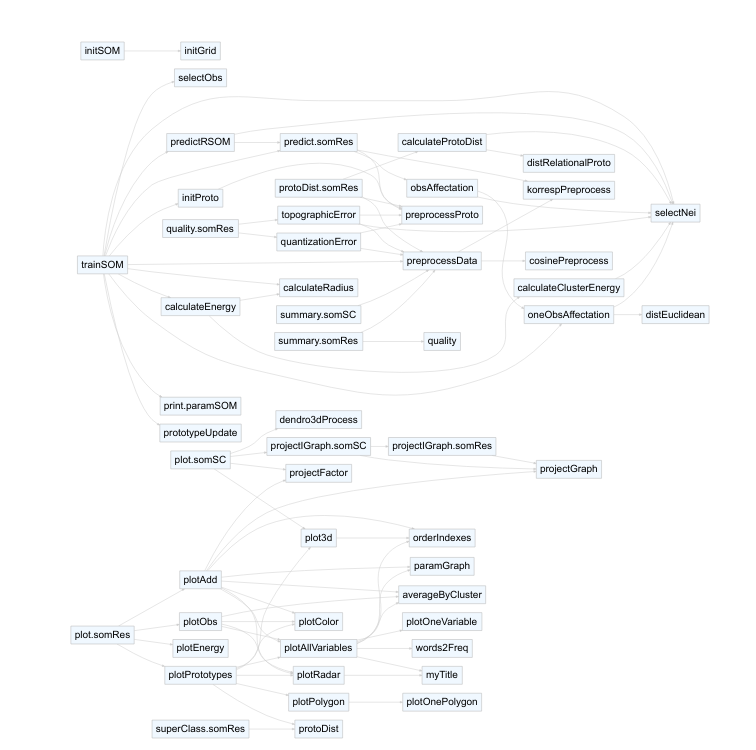 initSOM
initGrid
selectObs
predictRSOM
predict.somRes
calculateProtoDist
distRelationalProto
protoDist.somRes
obsAffectation
korrespPreprocess
initProto
topographicError
preprocessProto
selectNei
quality.somRes
quantizationError
trainSOM
preprocessData
cosinePreprocess
calculateRadius
calculateClusterEnergy
calculateEnergy
summary.somSC
oneObsAffectation
distEuclidean
summary.somRes
quality
print.paramSOM
dendro3dProcess
prototypeUpdate
projectIGraph.somSC
projectIGraph.somRes
plot.somSC
projectFactor
projectGraph
plot3d
orderIndexes
paramGraph
plotAdd
averageByCluster
plotObs
plotColor
plotOneVariable
plot.somRes
plotEnergy
plotAllVariables
words2Freq
plotPrototypes
plotRadar
myTitle
plotPolygon
plotOnePolygon
superClass.somRes
protoDist